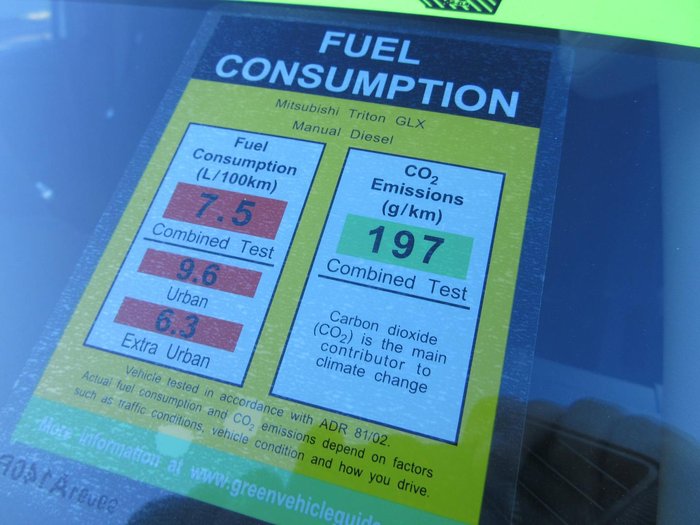 FUEL
CONSUMPTION
Mitsubishi Triton GLX
Manual Diesel
Fuel
Consumption
(L/100km)
7.5
Combined Test
9.6
Urban
6.3
Extra Urban
CO2
Emissions
(g/km)
197
Combined Test
Carbon dioxide
(CO2) is the main
contributor to
climate change
Vehicle tested in accordance with ADR 81/02.
Actual fuel consumption and CO2 emissions depend on factors
such as traffic conditions, vehicle condition and how you drive.
More information at www.greenvehicleguide